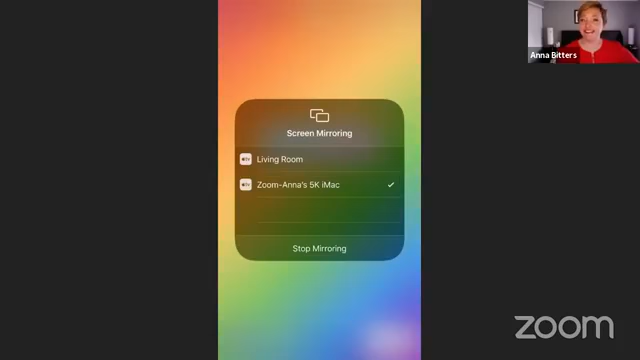 Anna Bitters
Screen Mirroring
Living Room
Zoom-Anna's 5K iMac
Stop Mirroring
zoom